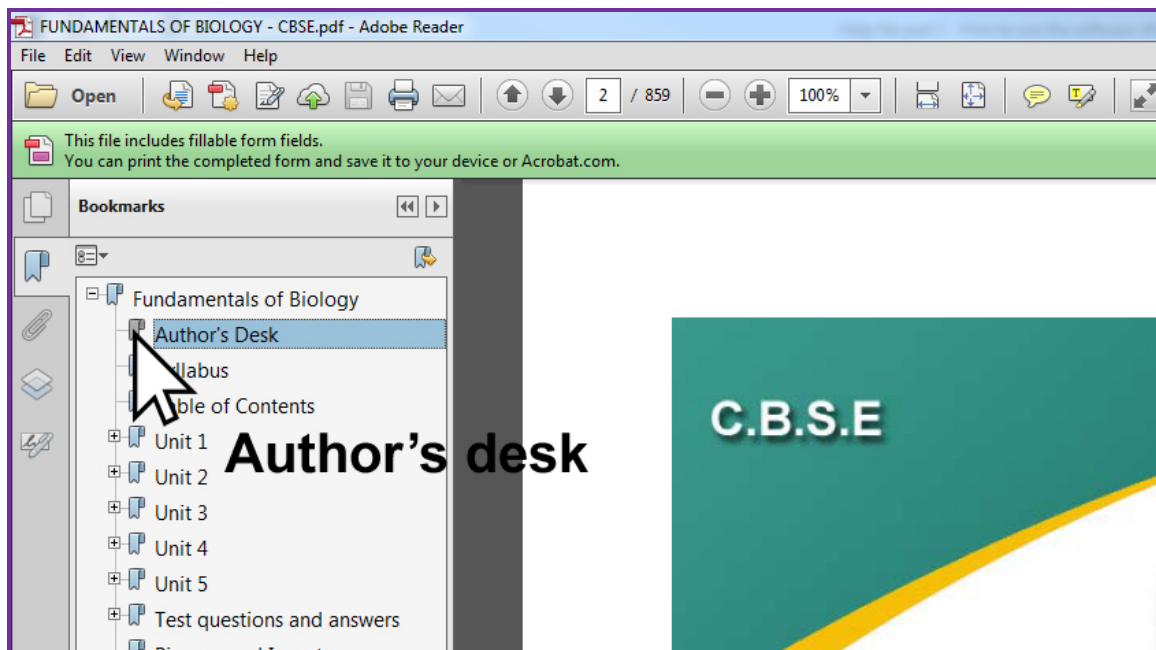 FUNDAMENTALS OF BIOLOGY - CBSE.pdf - Adobe Reader
File Edit View Window Help
Open 2 / 859 100%
This file includes fillable form fields.
You can print the completed form and save it to your device or Acrobat.com.
Bookmarks
Fundamentals of Biology
Author's Desk
of Contents
C.B.S.E
Unit 1
Author’s desk
Unit 2
Unit 3
Unit 4
Unit 5
Test questions and answers